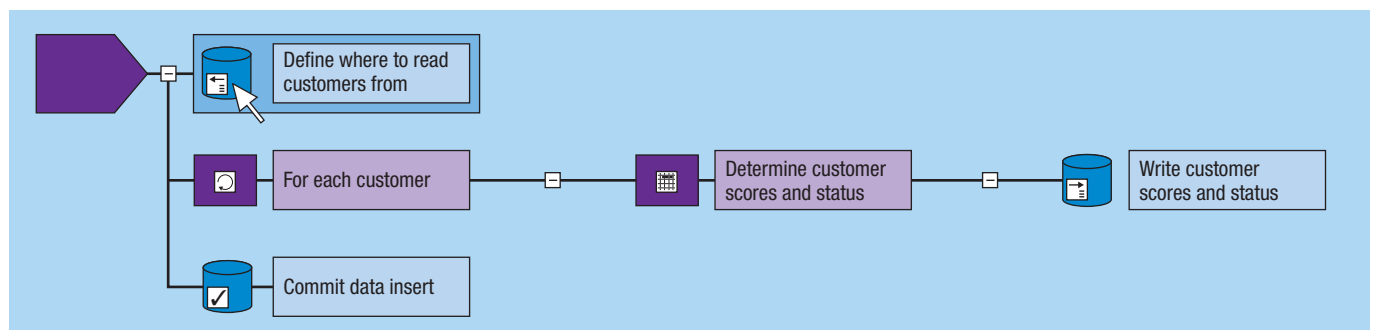 Define where to read
customers from
For each customer
Determine customer
scores and status
Write customer
scores and status
Commit data insert